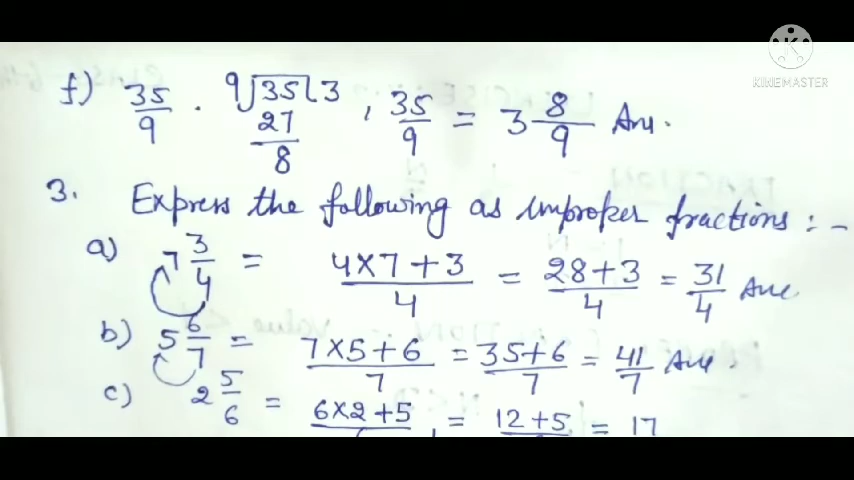 KINEMASTER
f) 35/9 . 9√35(3 , 35/9 = 3 8/9 Ans.
27
8
3. Express the following as improper fractions : -
a) 7 3/4 = 4×7+3/4 = 28+3/4 = 31/4 Ans
b) 5 6/7 = 7×5+6/7 = 35+6/7 = 41/7 Ans.
c) 2 5/6 = 6×2+5 = 12+5 = 17